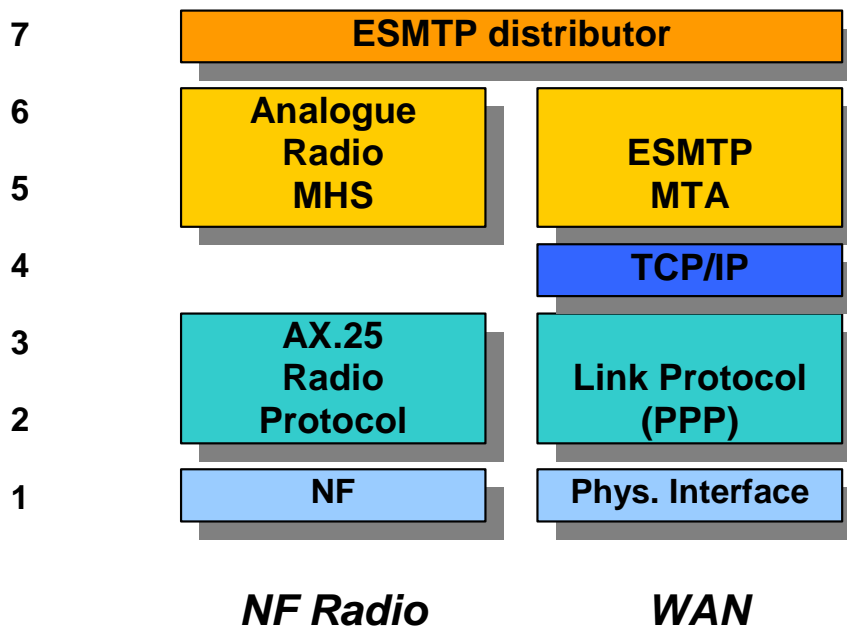 7
ESMTP distributor
6
Analogue
Radio
MHS
ESMTP
MTA
5
4
TCP/IP
3
AX.25
Radio
Protocol
Link Protocol
(PPP)
2
1
NF
Phys. Interface
NF Radio
WAN